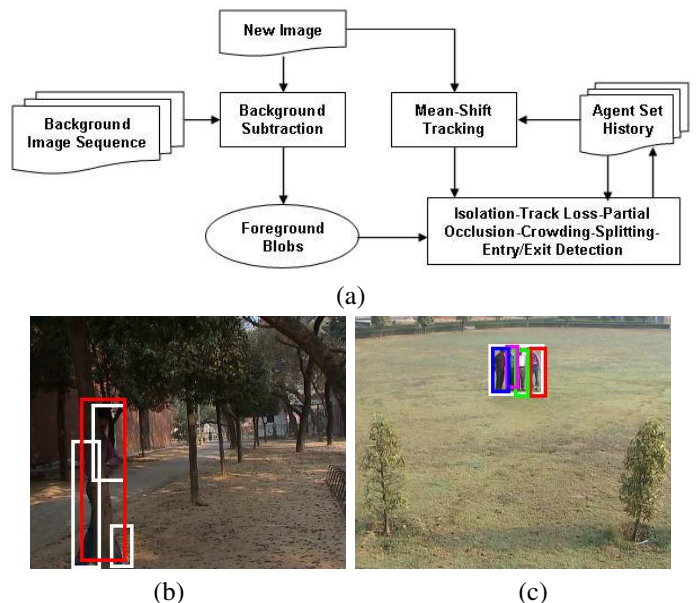 New Image
Background
Image Sequence
Background
Subtraction
Mean-Shift
Tracking
Agent Set
History
Foreground
Blobs
Isolation-Track Loss-Partial
Occlusion-Crowding-Splitting-
Entry/Exit Detection
(a)
(b)
(c)